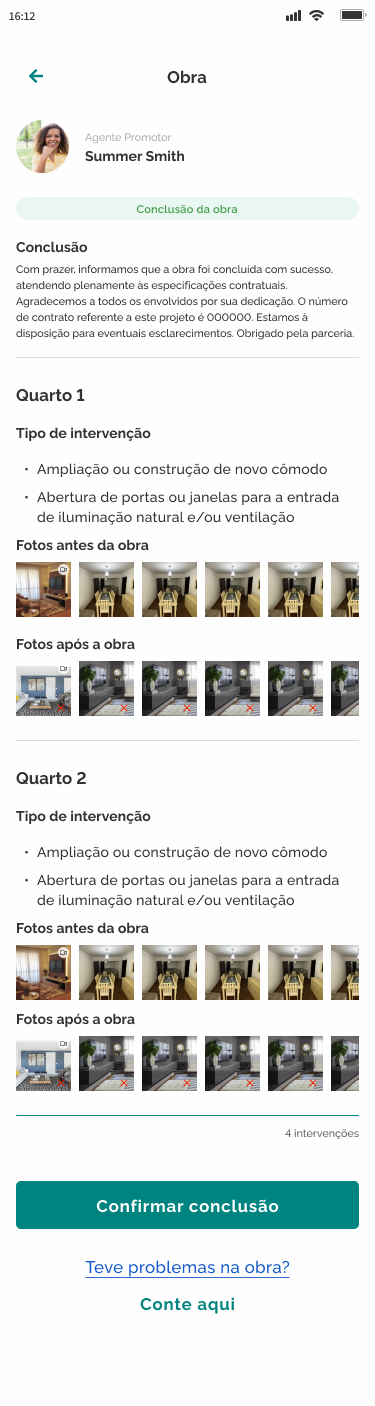 16:12
Obra
Agente Promotor
Summer Smith
Conclusão da obra
Conclusão
Com prazer, informamos que a obra foi concluída com sucesso,
atendendo plenamente às especificações contratuais.
Agradecemos a todos os envolvidos por sua dedicação. O número
de contrato referente a este projeto é 000000. Estamos à
disposição para eventuais esclarecimentos. Obrigado pela parceria.
Quarto 1
Tipo de intervenção
• Ampliação ou construção de novo cômodo
• Abertura de portas ou janelas para a entrada
de iluminação natural e/ou ventilação
Fotos antes da obra
Fotos após a obra
Quarto 2
Tipo de intervenção
• Ampliação ou construção de novo cômodo
• Abertura de portas ou janelas para a entrada
de iluminação natural e/ou ventilação
Fotos antes da obra
Fotos após a obra
4 intervenções
Confirmar conclusão
Teve problemas na obra?
Conte aqui